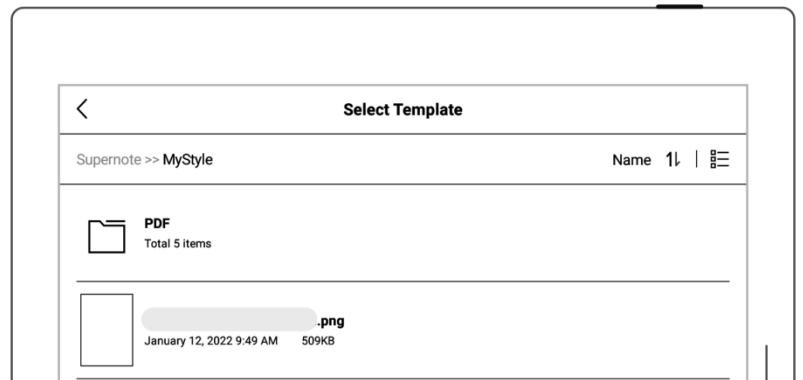 Select Template
Supernote >> MyStyle
Name
PDF
Total 5 items
.png
January 12, 2022 9:49 AM 509KB